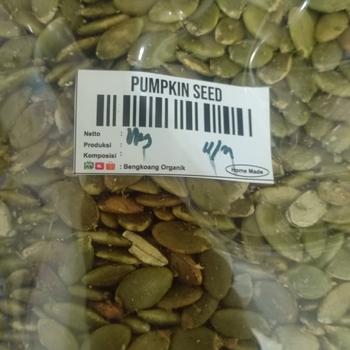 PUMPKIN SEED
Netto :
Produksi :
Komposisi :
: Bengkoang Organik
Home Made